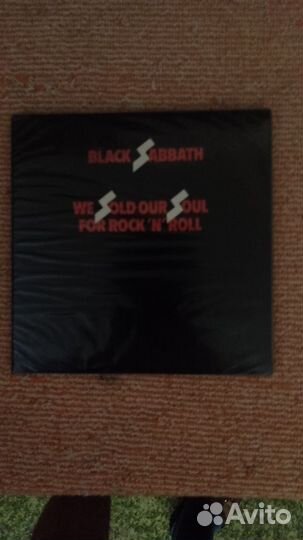 BLACK SABBATH
WE SOLD OUR SOUL
FOR ROCK 'N' ROLL
Avito